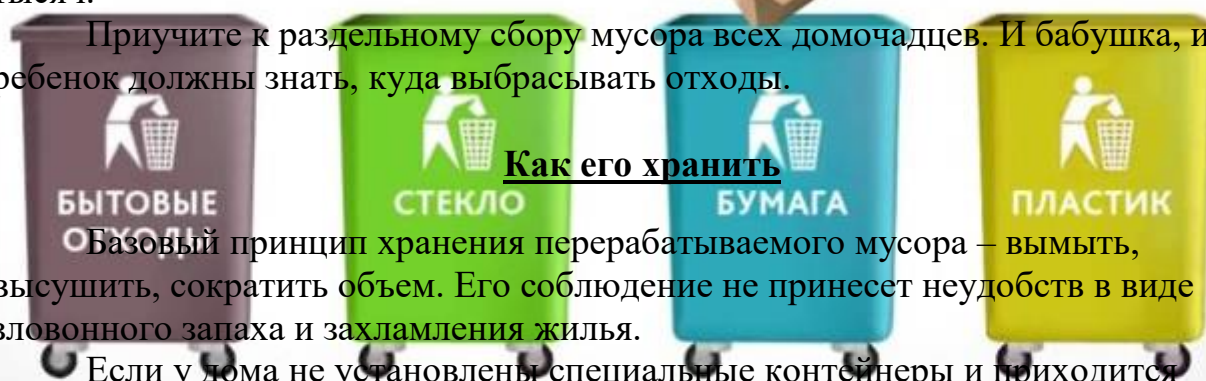 Приучите к раздельному сбору мусора всех домочадцев. И бабушка, и
ребенок должны знать, куда выбрасывать отходы.
Как его хранить
БЫТОВЫЕ ОТХОДЫ
СТЕКЛО
БУМАГА
ПЛАСТИК
Базовый принцип хранения перерабатываемого мусора – вымыть,
высушить, сократить объем. Его соблюдение не принесет неудобств в виде
зловонного запаха и захламления жилья.
Если у дома не установлены специальные контейнеры и приходится